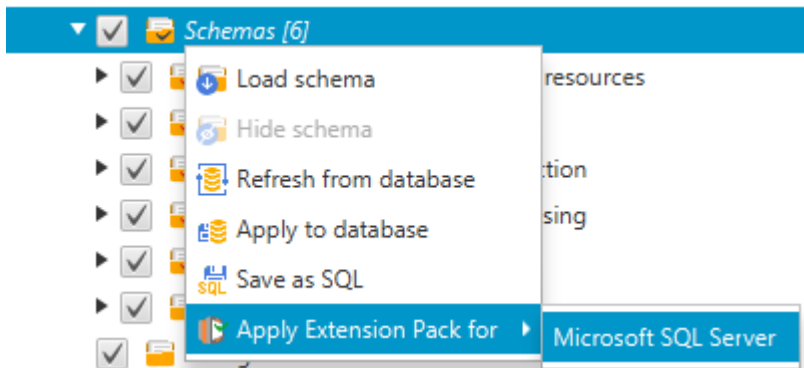 Schemas [6]
Load schema
resources
Hide schema
Refresh from database
Apply to database
Save as SQL
SQL
Apply Extension Pack for
Microsoft SQL Server